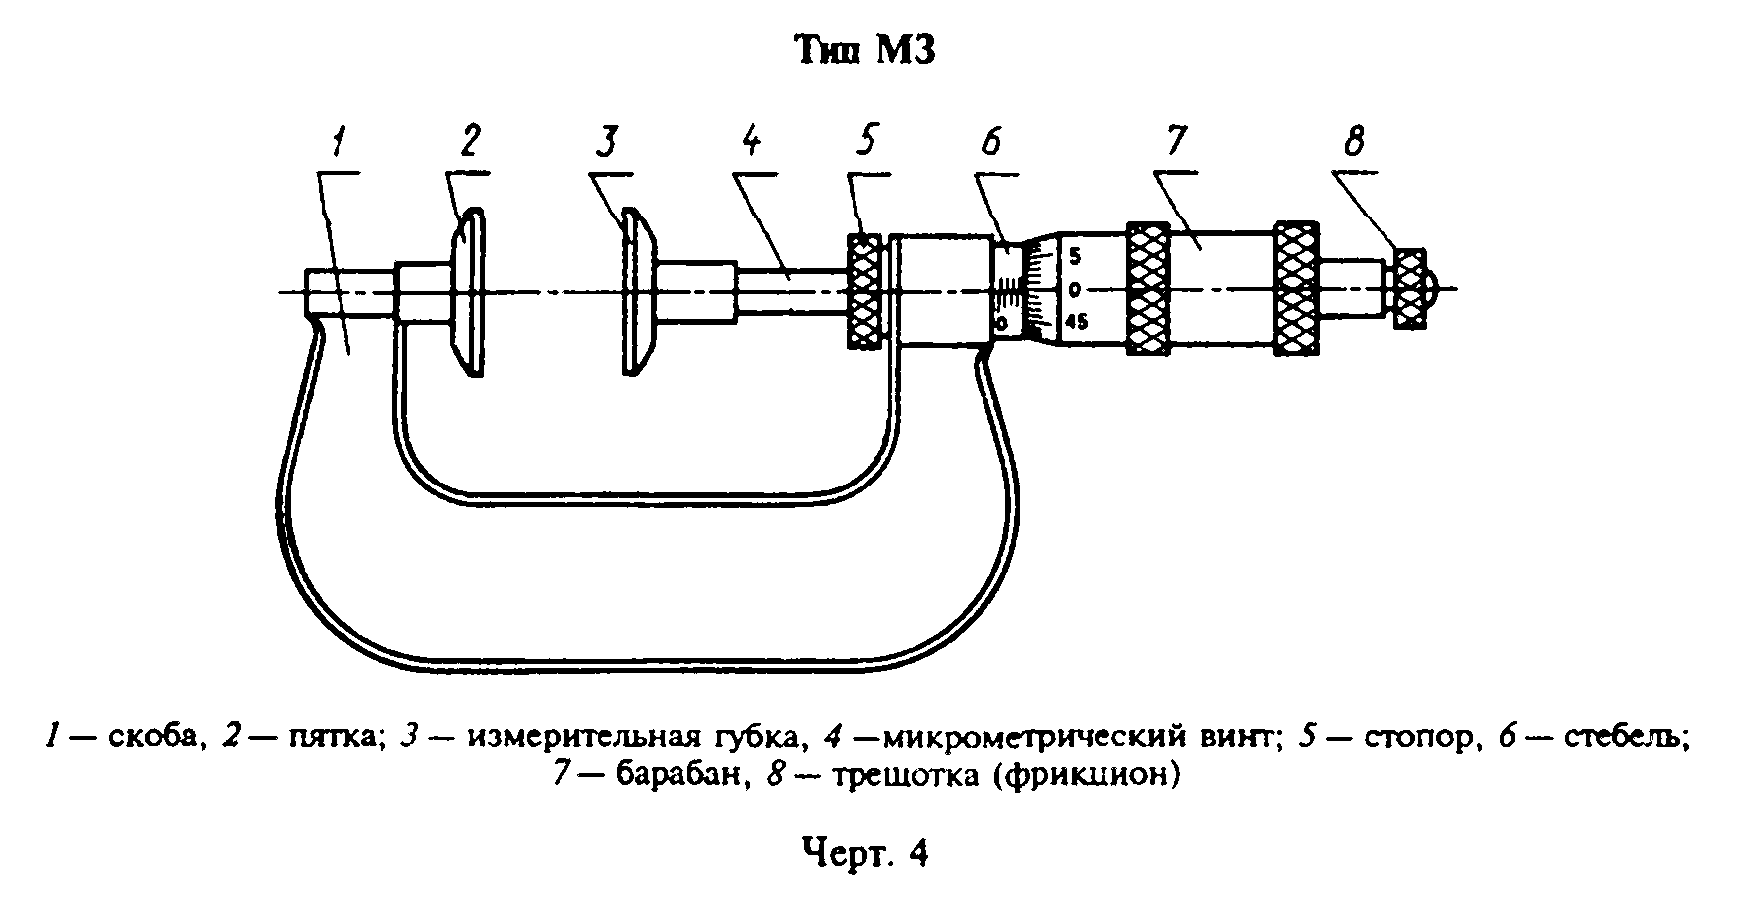 Тип МЗ
1 2 3 4 5 6 7 8
5
0
0 45
1 — скоба, 2 — пятка; 3 — измерительная губка, 4 —микрометрический винт; 5 — стопор, 6 — стебель;
7 — барабан, 8 — трещотка (фрикцион)
Черт. 4